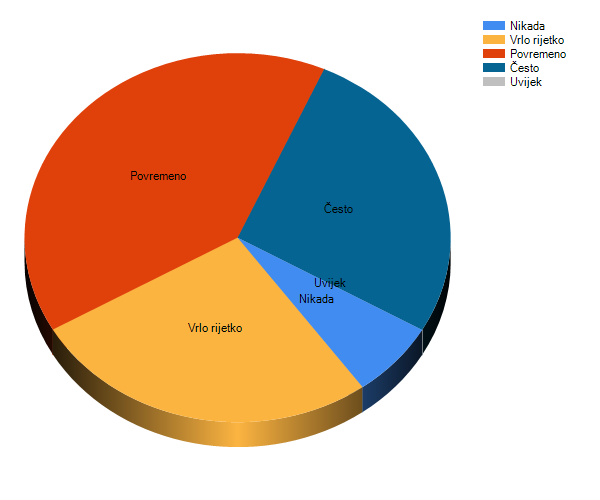 Nikada
Vrlo rijetko
Povremeno
Često
Uvijek
Povremeno
Često
Uvijek
Nikada
Vrlo rijetko